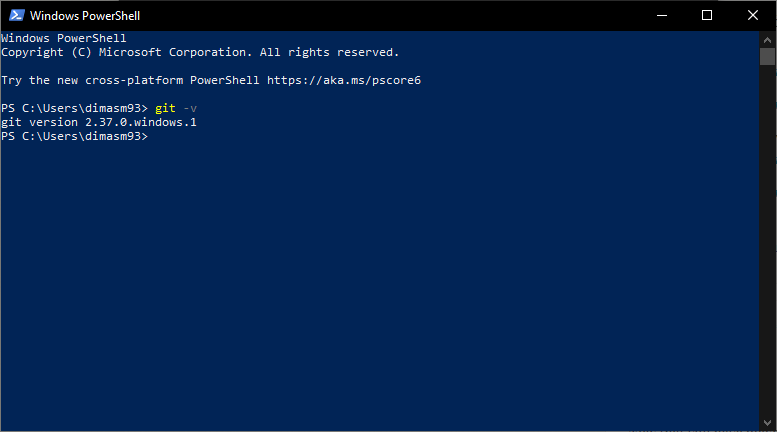 Windows PowerShell
Windows PowerShell
Copyright (C) Microsoft Corporation. All rights reserved.
Try the new cross-platform PowerShell https://aka.ms/pscore6
PS C:\Users\dimasm93> git -v
git version 2.37.0.windows.1
PS C:\Users\dimasm93>